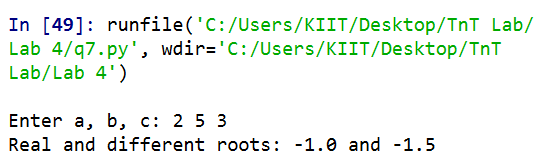 In [49]: runfile('C:/Users/KIIT/Desktop/TnT Lab/
Lab 4/q7.py', wdir='C:/Users/KIIT/Desktop/TnT
Lab/Lab 4')
Enter a, b, c: 2 5 3
Real and different roots: -1.0 and -1.5